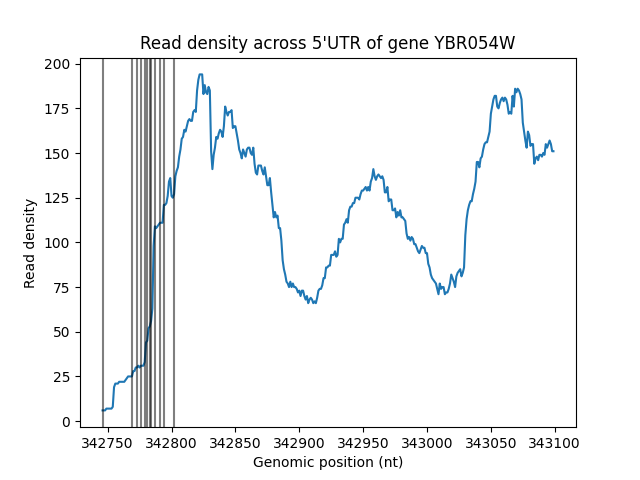 Read density across 5'UTR of gene YBR054W
200
175
150
125
100
75
50
25
0
Read density
342750 342800 342850 342900 342950 343000 343050 343100
Genomic position (nt)